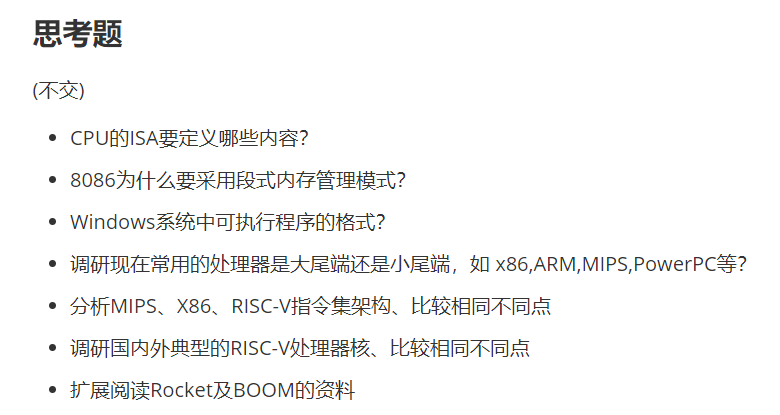 思考题
(不交)
CPU的ISA要定义哪些内容?
8086为什么要采用段式内存管理模式?
Windows系统中可执行程序的格式?
调研现在常用的处理器是大尾端还是小尾端，如 x86,ARM,MIPS,PowerPC等?
分析MIPS、X86、RISC-V指令集架构、比较相同不同点
调研国内外典型的RISC-V处理器核、比较相同不同点
扩展阅读Rocket及BOOM的资料